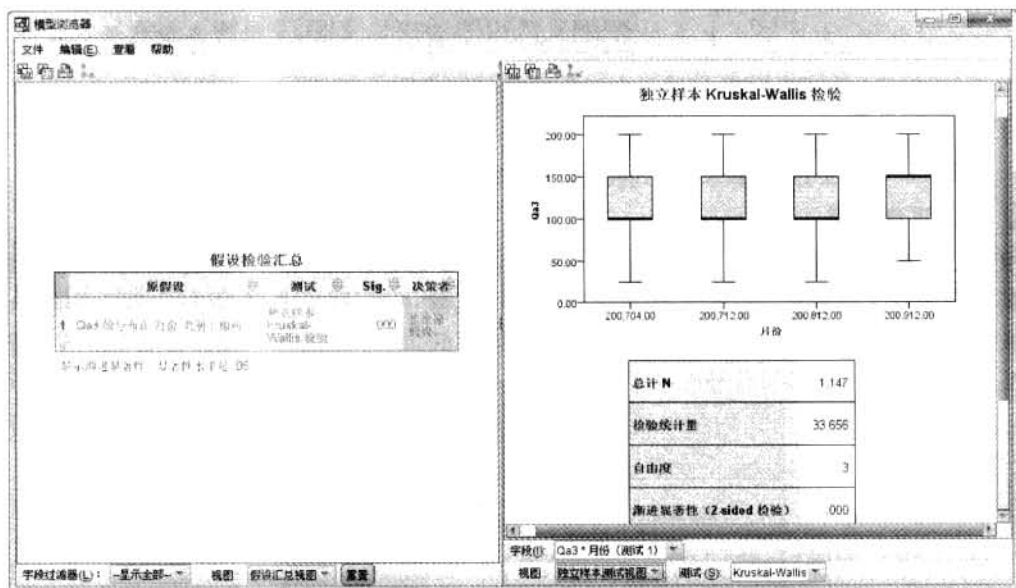 模型浏览器
文件 编辑(E) 查看 帮助
假设检验汇总
原假设 测试 Sig. 决策者
1 Qa3
Kruskal-
Wallis 检验 .000
独立样本 Kruskal-Wallis 检验
200.00
150.00
100.00
50.00
0.00
Qa3
200,704.00 200,712.00 200,812.00 200,912.00
月份
总计 N 1,147
检验统计量 33.656
自由度 3
渐进显著性（2-sided 检验） .000
字段(I): Qa3 * 月份（测试 1）
字段过滤器(L): --显示全部-- 视图: 假设汇总视图 重置
视图: 独立样本测试视图 测试(S): Kruskal-Wallis